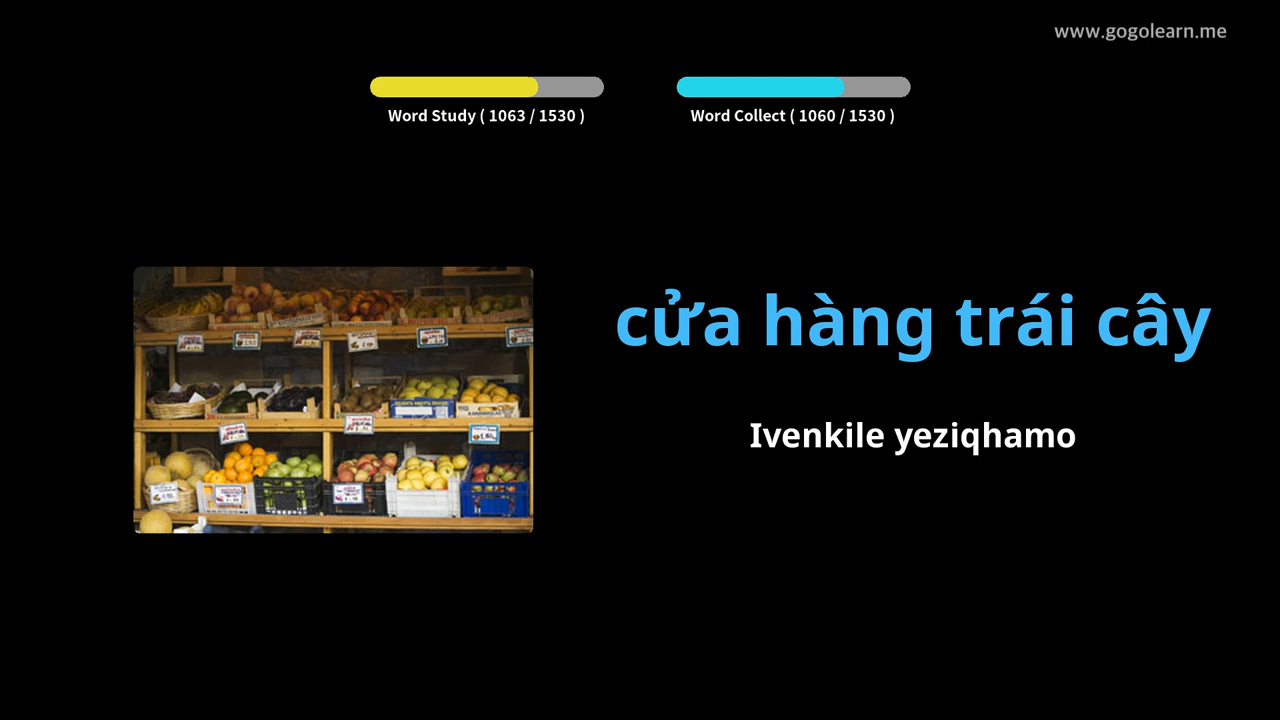 www.gogolearn.me
Word Study ( 1063 / 1530 )
Word Collect ( 1060 / 1530 )
cửa hàng trái cây
Ivenkile yeziqhamo